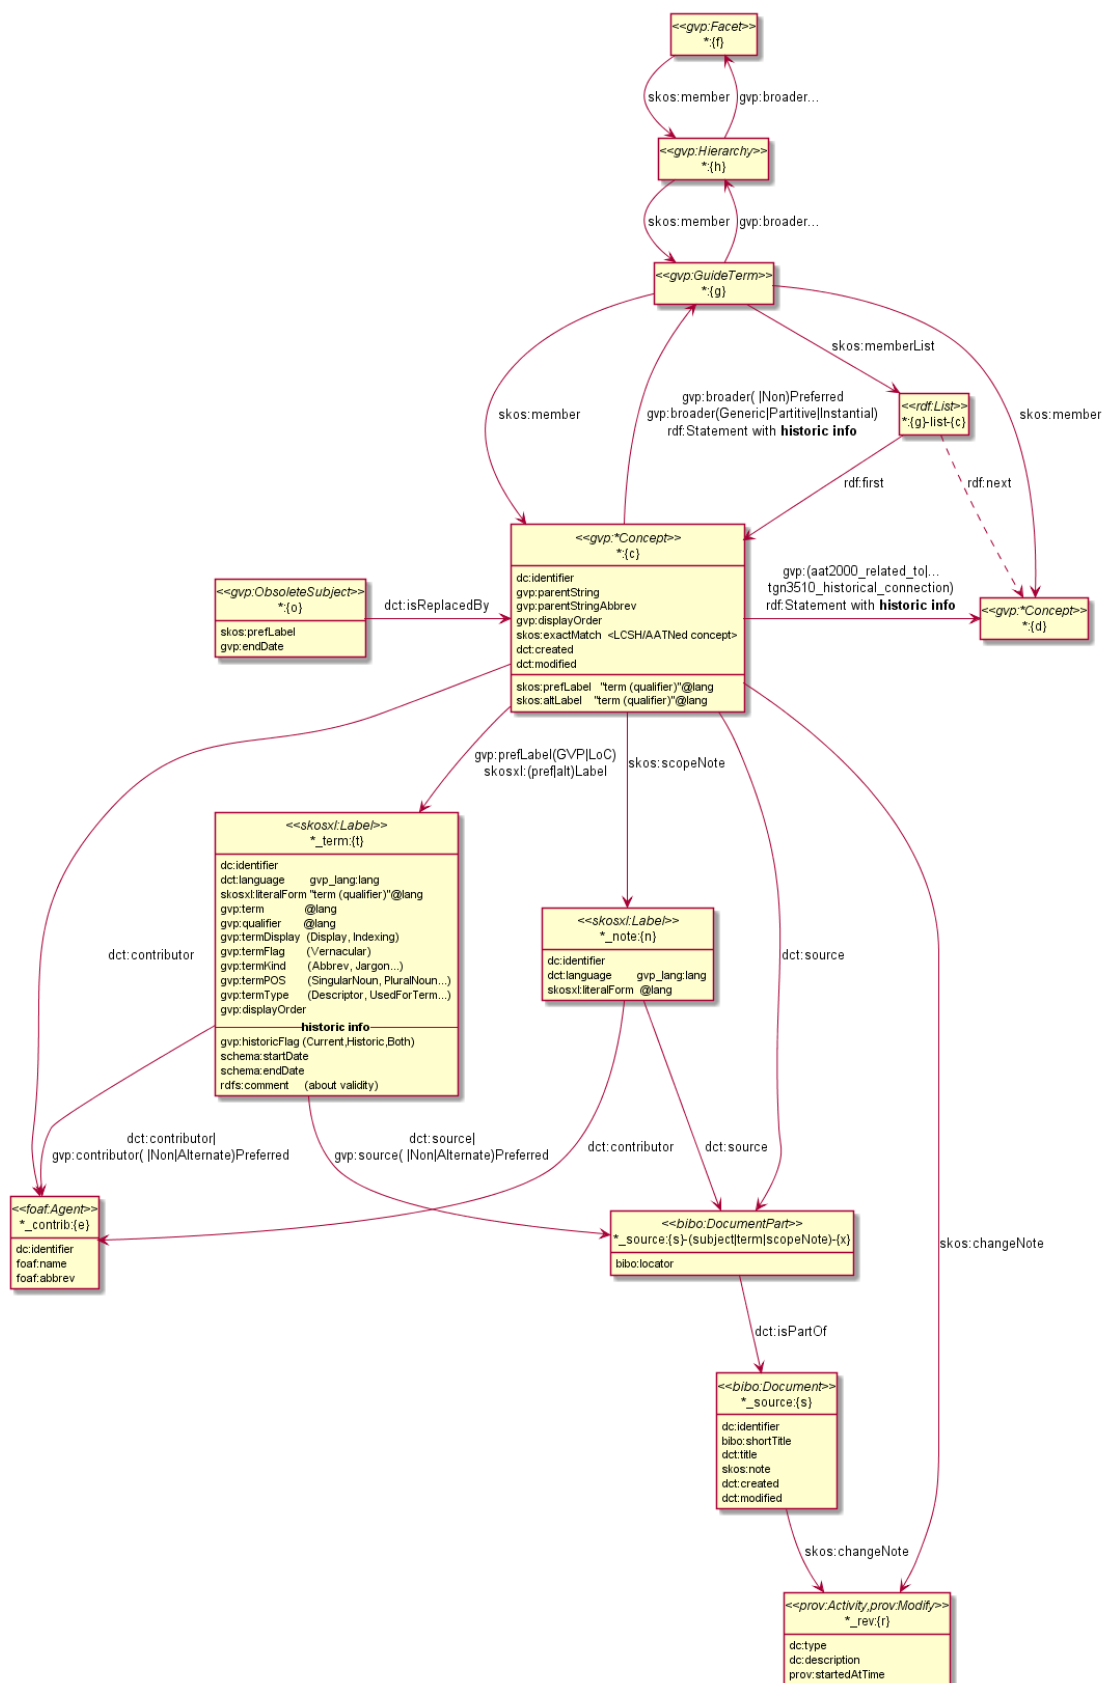 <<gvp:Facet>>
*:{f}
skos:member
gvp:broader...
<<gvp:Hierarchy>>
*:{h}
skos:member
gvp:broader...
<<gvp:GuideTerm>>
*:{g}
skos:memberList
<<rdf:List>>
*:{g}-list-{c}
skos:member
skos:member
gvp:broader( |Non)Preferred
gvp:broader(Generic|Partitive|Instantial)
rdf:Statement with historic info
rdf:first
rdf:next
<<gvp:*Concept>>
*:{c}
dc:identifier
gvp:parentString
gvp:parentStringAbbrev
gvp:displayOrder
skos:exactMatch <LCSH/AATNed concept>
dct:created
dct:modified
skos:prefLabel "term (qualifier)"@lang
skos:altLabel "term (qualifier)"@lang
<<gvp:ObsoleteSubject>>
*:{o}
skos:prefLabel
gvp:endDate
dct:isReplacedBy
gvp:(aat2000_related_to|...
tgn3510_historical_connection)
rdf:Statement with historic info
<<gvp:*Concept>>
*:{d}
gvp:prefLabel(GVP|LoC)
skosxl:(pref|alt)Label
skos:scopeNote
<<skosxl:Label>>
*_term:{t}
dc:identifier
dct:language gvp_lang:lang
skosxl:literalForm "term (qualifier)"@lang
gvp:term @lang
gvp:qualifier @lang
gvp:termDisplay (Display, Indexing)
gvp:termFlag (Vernacular)
gvp:termKind (Abbrev, Jargon...)
gvp:termPOS (SingularNoun, PluralNoun...)
gvp:termType (Descriptor, UsedForTerm...)
gvp:displayOrder
historic info
gvp:historicFlag (Current,Historic,Both)
schema:startDate
schema:endDate
rdfs:comment (about validity)
<<skosxl:Label>>
*_note:{n}
dc:identifier
dct:language gvp_lang:lang
skosxl:literalForm @lang
dct:contributor
dct:source
dct:contributor|
gvp:contributor( |Non|Alternate)Preferred
dct:source|
gvp:source( |Non|Alternate)Preferred
dct:contributor
dct:source
<<foaf:Agent>>
*_contrib:{e}
dc:identifier
foaf:name
foaf:abbrev
<<bibo:DocumentPart>>
*_source:{s}-(subject|term|scopeNote)-{x}
bibo:locator
skos:changeNote
dct:isPartOf
<<bibo:Document>>
*_source:{s}
dc:identifier
bibo:shortTitle
dct:title
skos:note
dct:created
dct:modified
skos:changeNote
<<prov:Activity,prov:Modify>>
*_rev:{r}
dc:type
dc:description
prov:startedAtTime